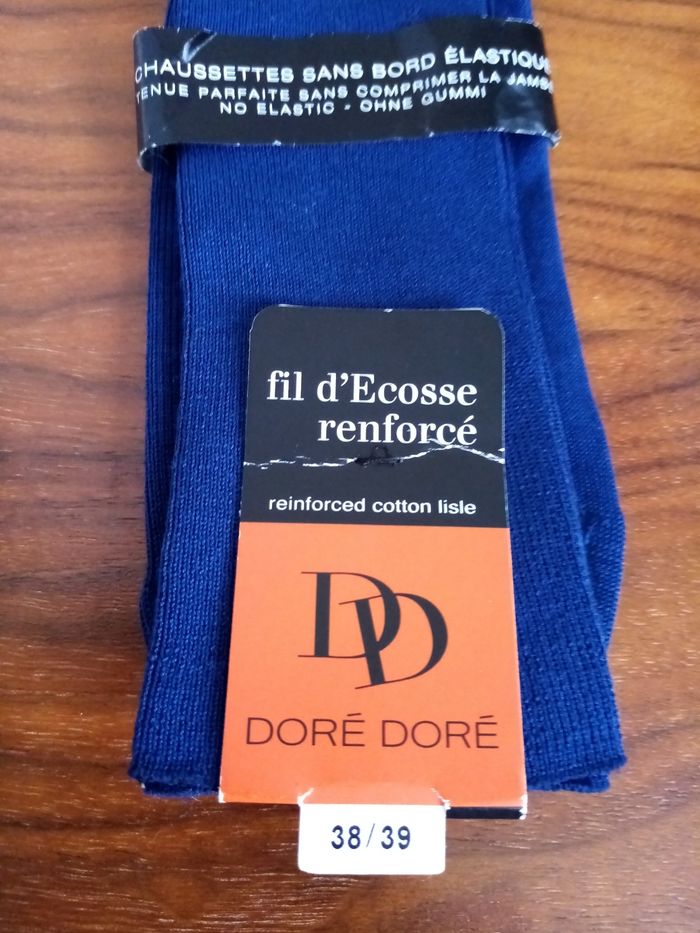 CHAUSSETTES SANS BORD ÉLASTIQUE
TENUE PARFAITE SANS COMPRIMER LA JAMBE
NO ELASTIC - OHNE GUMMI
fil d'Ecosse
renforcé
reinforced cotton lisle
DD
DORÉ DORÉ
38/39